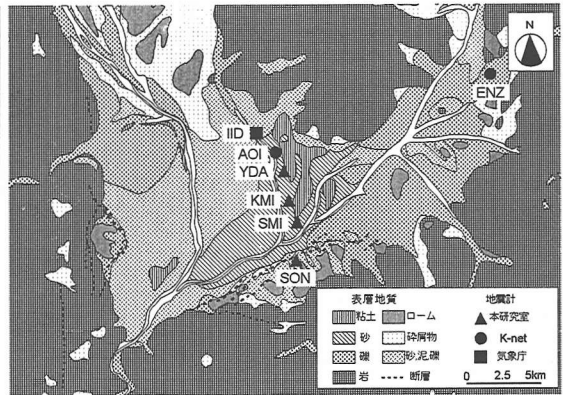 N
ENZ
IID
AOI
YDA
KMI
SMI
SON
表層地質 地震計
粘土 ローム 本研究室
砂 砕屑物 K-net
礫 砂,泥,礫 気象庁
岩 断層 0 2.5 5km